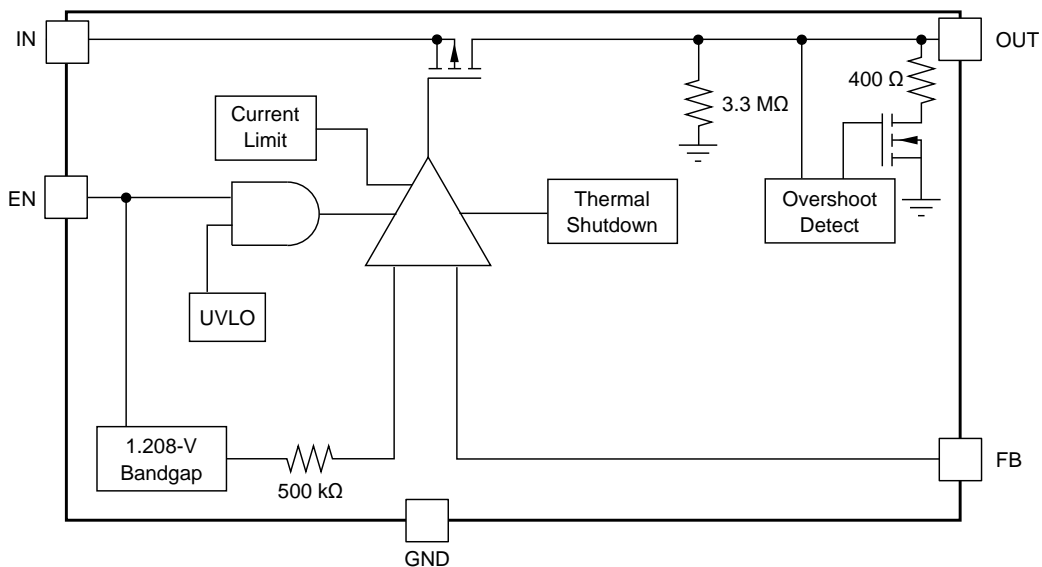 IN
OUT
400 Ω
3.3 MΩ
Current
Limit
EN
Thermal
Shutdown
Overshoot
Detect
UVLO
1.208-V
Bandgap
500 kΩ
FB
GND